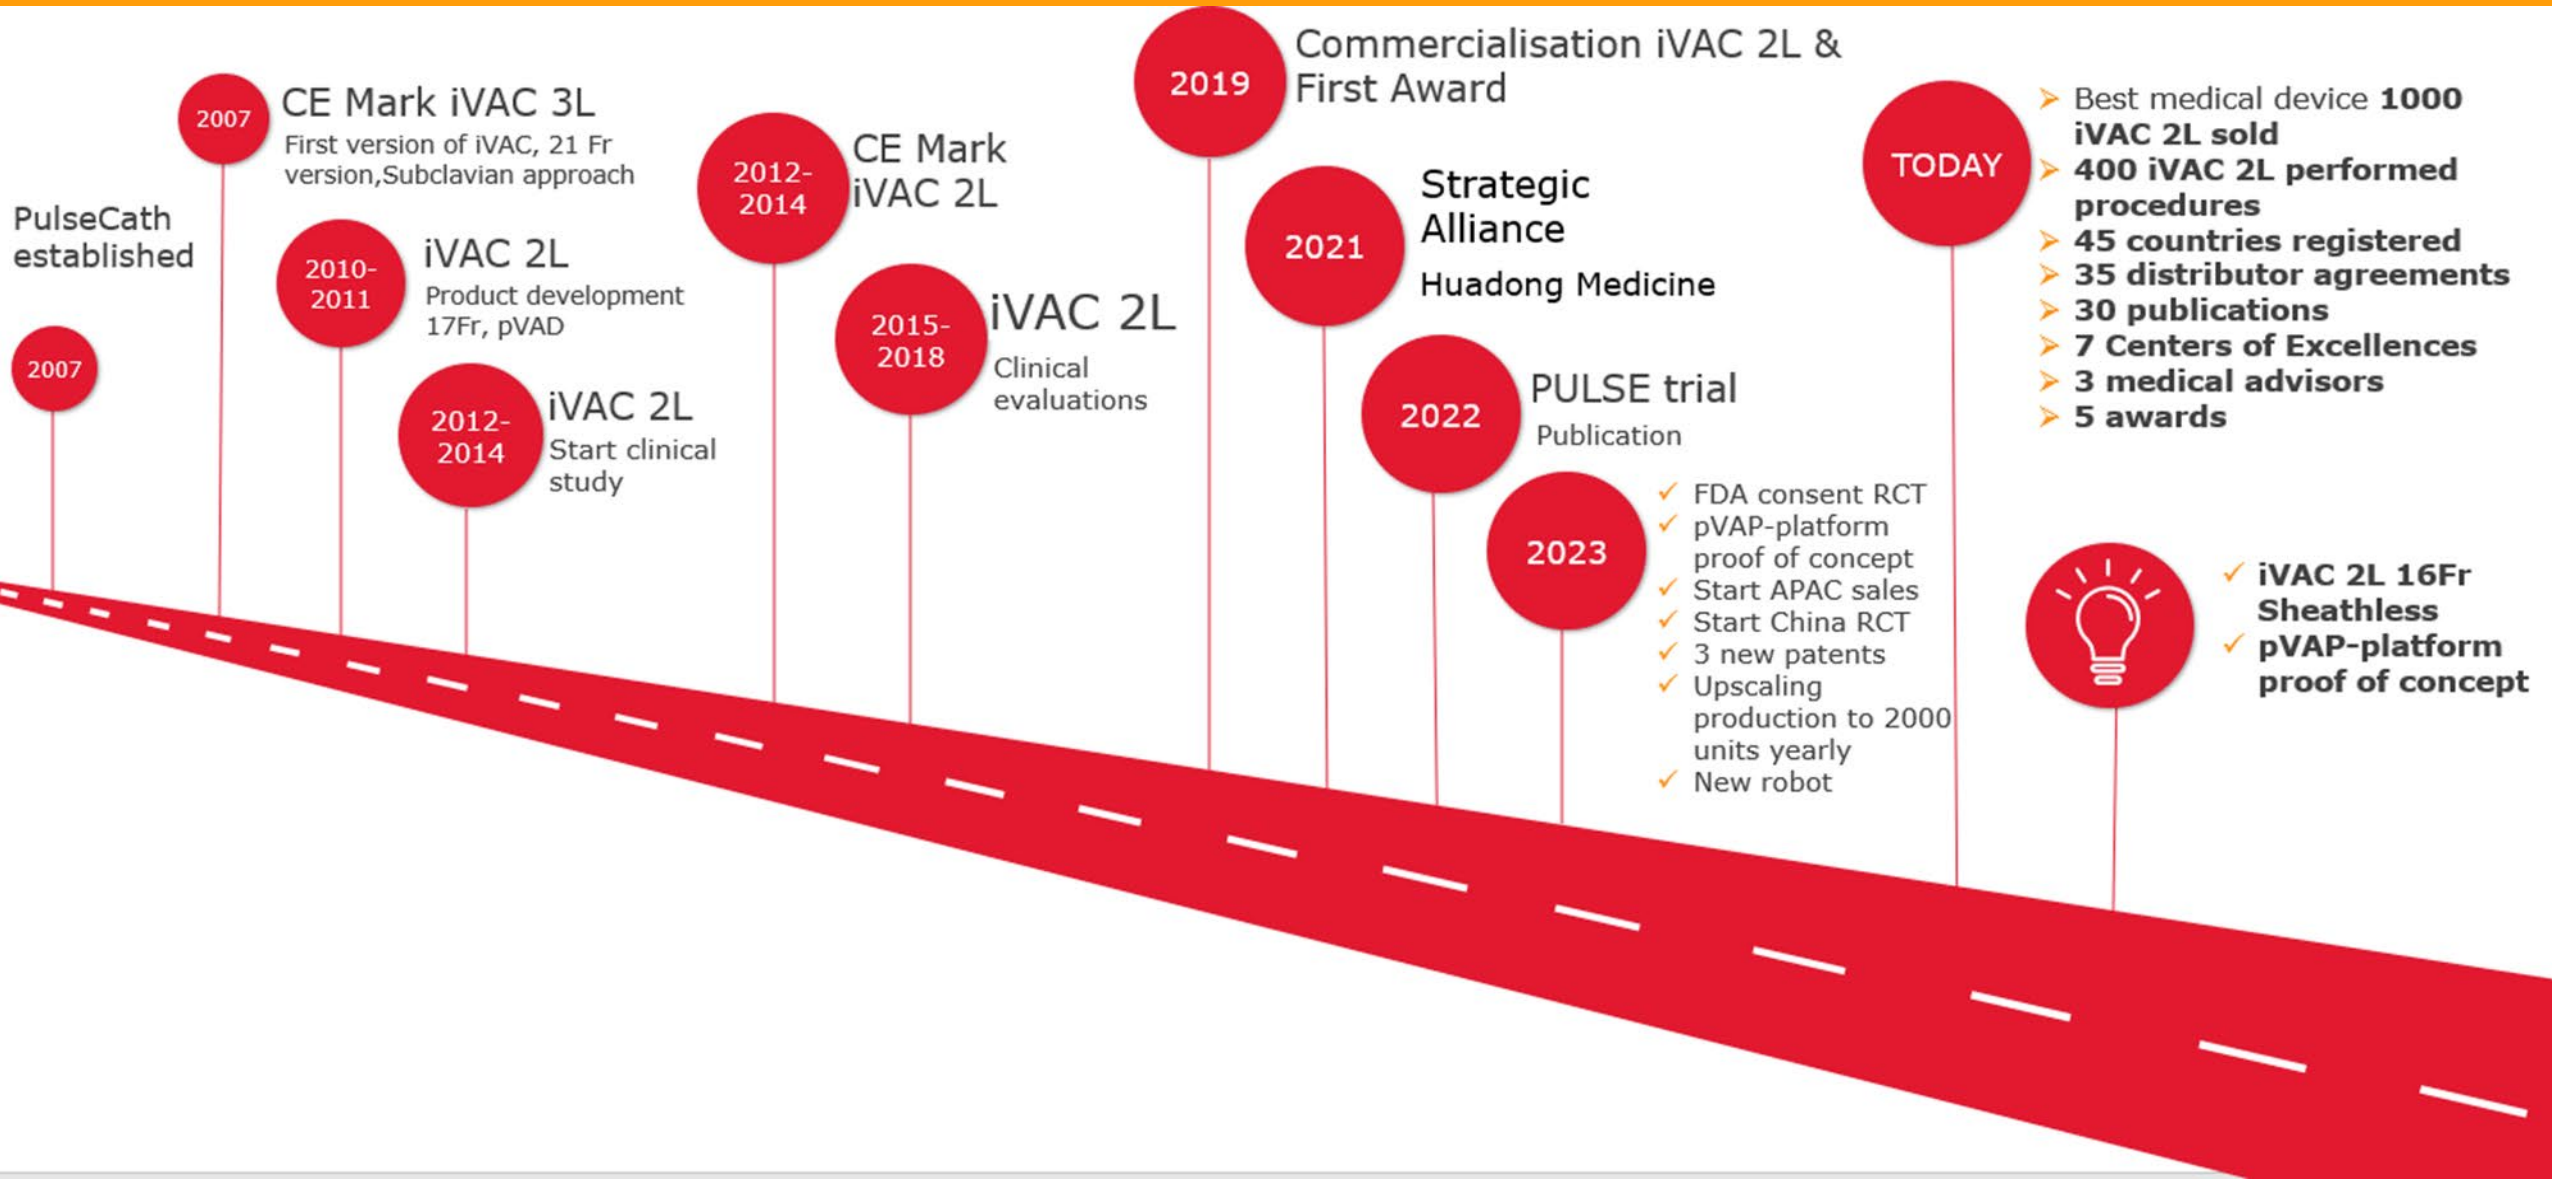 PulseCath
established
2007
2007
CE Mark iVAC 3L
First version of iVAC, 21 Fr
version,Subclavian approach
2010-
2011
iVAC 2L
Product development
17Fr, pVAD
2012-
2014
iVAC 2L
Start clinical
study
2012-
2014
CE Mark
iVAC 2L
2015-
2018
iVAC 2L
Clinical
evaluations
2019
Commercialisation iVAC 2L &
First Award
2021
Strategic
Alliance
Huadong Medicine
2022
PULSE trial
Publication
2023
✓ FDA consent RCT
✓ pVAP-platform
proof of concept
✓ Start APAC sales
✓ Start China RCT
✓ 3 new patents
✓ Upscaling
production to 2000
units yearly
✓ New robot
TODAY
➢ Best medical device 1000
iVAC 2L sold
➢ 400 iVAC 2L performed
procedures
➢ 45 countries registered
➢ 35 distributor agreements
➢ 30 publications
➢ 7 Centers of Excellences
➢ 3 medical advisors
➢ 5 awards
✓ iVAC 2L 16Fr
Sheathless
✓ pVAP-platform
proof of concept